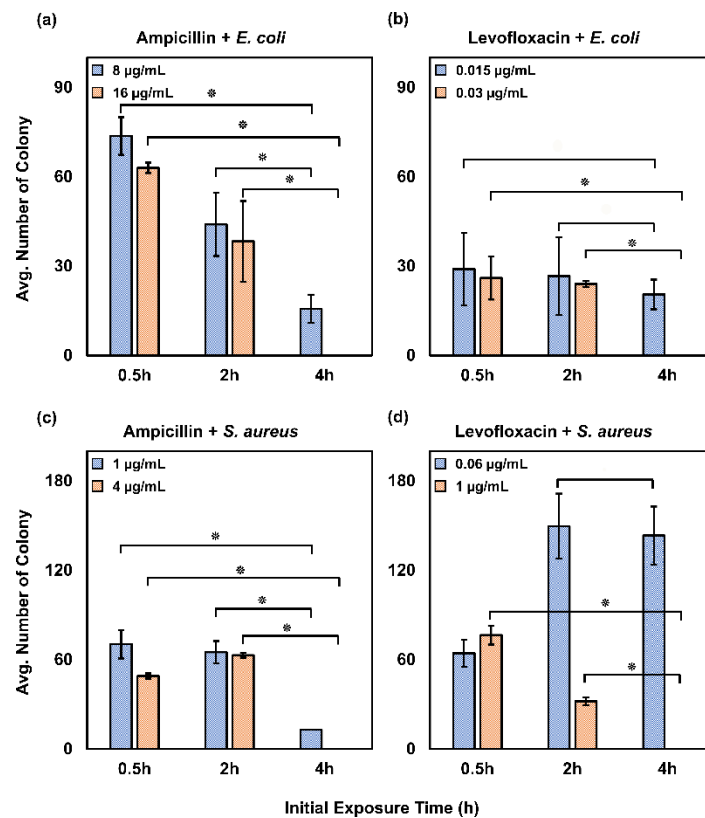 (a)
Ampicillin + E. coli
8 µg/mL
16 µg/mL
90
60
30
0
Avg. Number of Colony
*
*
*
*
0.5h
2h
4h
(b)
Levofloxacin + E. coli
0.015 µg/mL
0.03 µg/mL
90
60
30
0
*
*
0.5h
2h
4h
(c)
Ampicillin + S. aureus
1 µg/mL
4 µg/mL
180
120
60
0
Avg. Number of Colony
*
*
*
*
0.5h
2h
4h
(d)
Levofloxacin + S. aureus
0.06 µg/mL
1 µg/mL
180
120
60
0
*
*
0.5h
2h
4h
Initial Exposure Time (h)